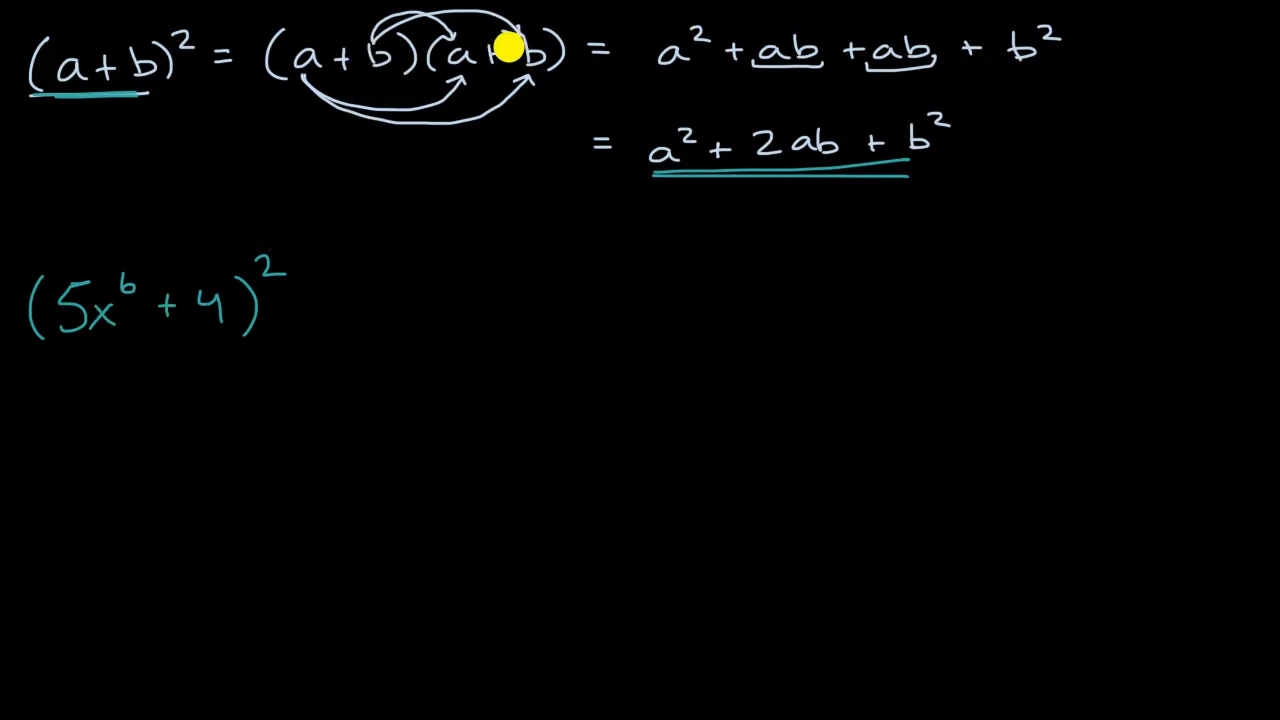 (a + b)² = (a + b)(a + b) = a² + ab + ab + b²
= a² + 2ab + b²
(5x⁶ + 4)²